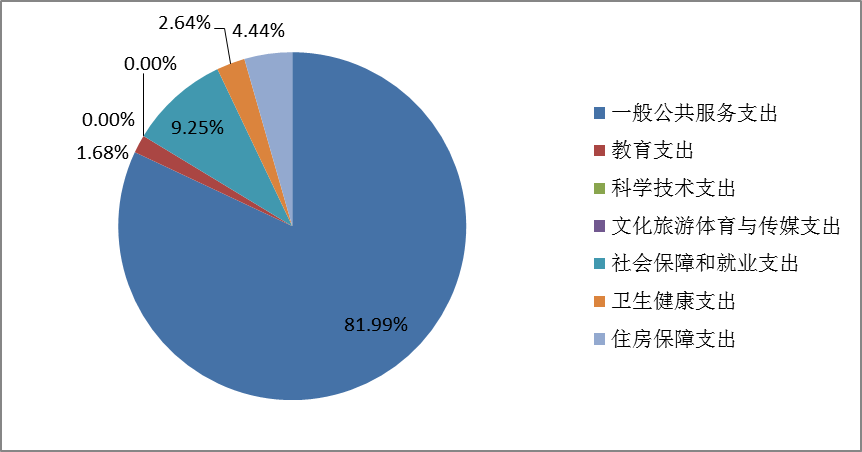 2.64%
4.44%
0.00%
0.00%
9.25%
1.68%
81.99%
一般公共服务支出
教育支出
科学技术支出
文化旅游体育与传媒支出
社会保障和就业支出
卫生健康支出
住房保障支出